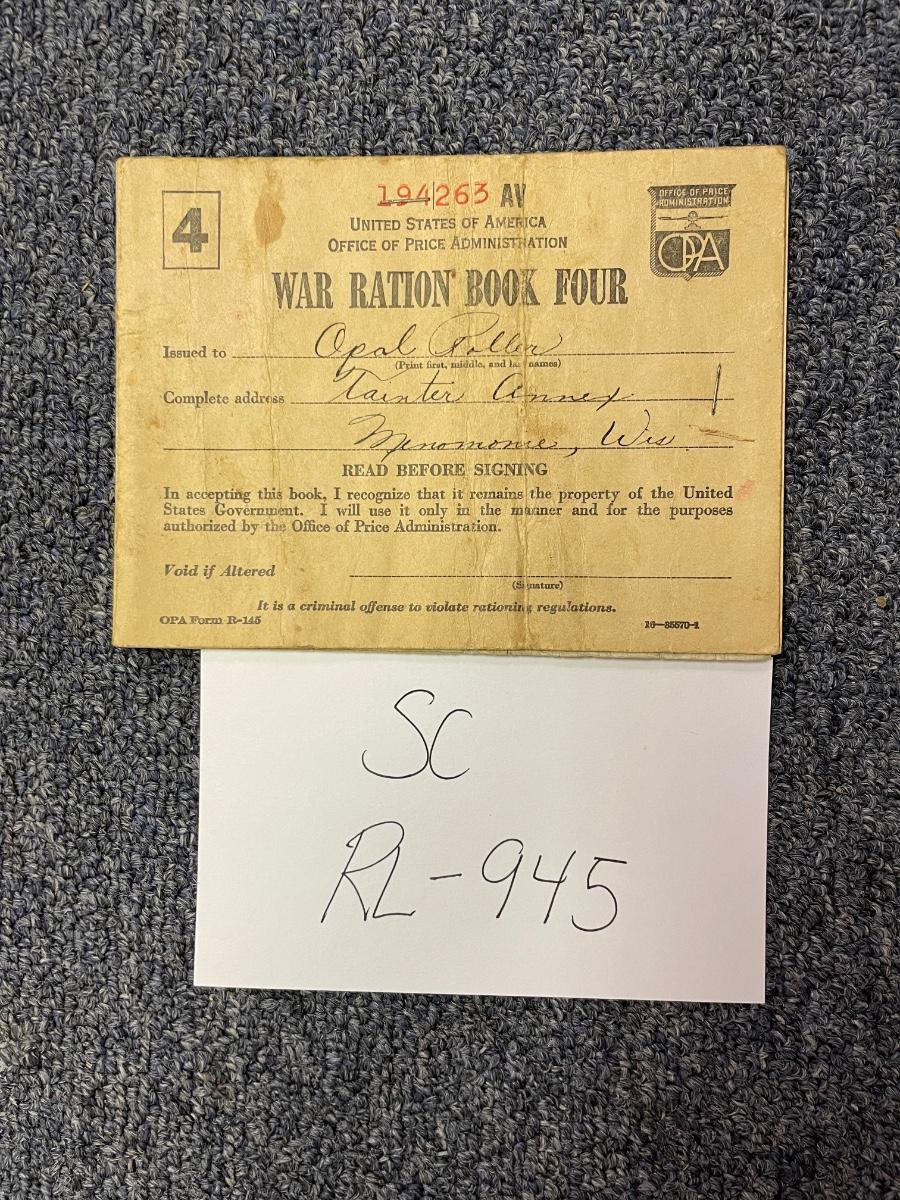 4
194263 AV
UNITED STATES OF AMERICA
OFFICE OF PRICE ADMINISTRATION
OFFICE OF PRICE
ADMINISTRATION
OPA
WAR RATION BOOK FOUR
Issued to Opal Roller
(Print first, middle, and last names)
Complete address Tainter Annex
Menomonie, Wis
READ BEFORE SIGNING
In accepting this book, I recognize that it remains the property of the United
States Government. I will use it only in the manner and for the purposes
authorized by the Office of Price Administration.
Void if Altered
(Signature)
It is a criminal offense to violate rationing regulations.
OPA Form R-145
16—35570-1
SC
RL-945